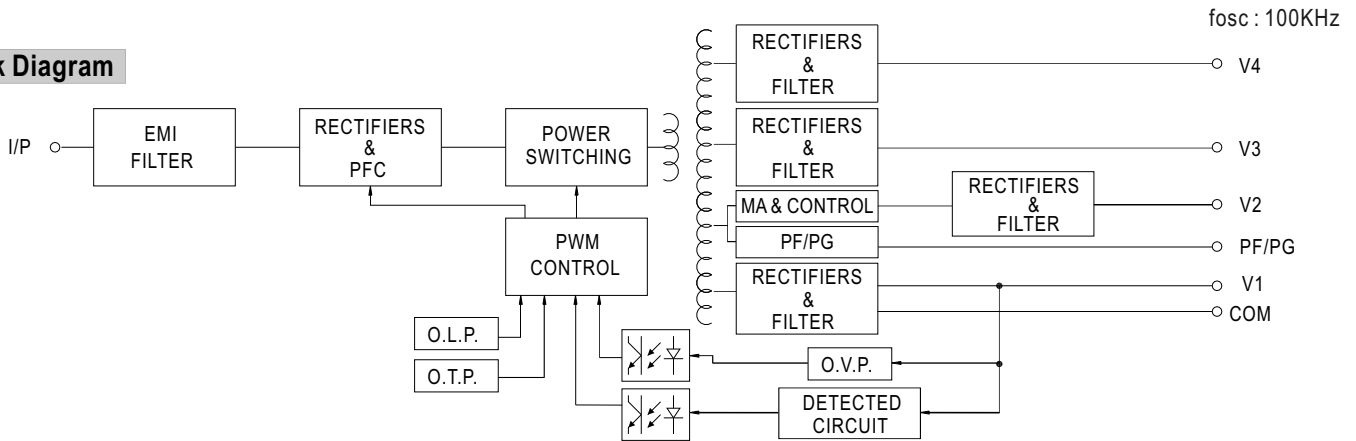 fosc : 100KHz
k Diagram
I/P
EMI
FILTER
RECTIFIERS
&
PFC
POWER
SWITCHING
RECTIFIERS
&
FILTER
V4
RECTIFIERS
&
FILTER
V3
MA & CONTROL
RECTIFIERS
&
FILTER
V2
PF/PG
PF/PG
PWM
CONTROL
RECTIFIERS
&
FILTER
V1
COM
O.L.P.
O.T.P.
O.V.P.
DETECTED
CIRCUIT